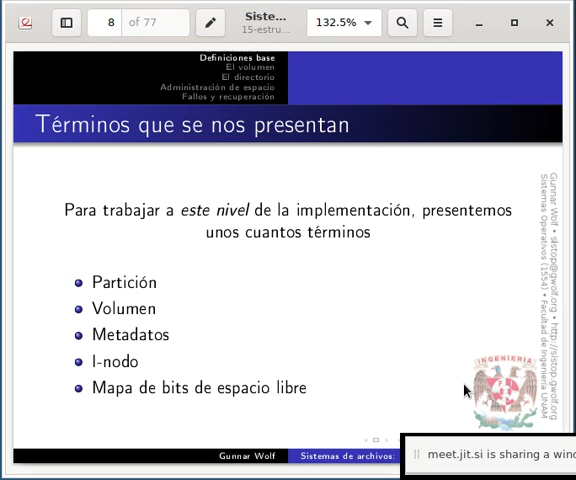 8 of 77
Siste...
15-estru...
132.5%
Definiciones base
El volumen
El directorio
Administración de espacio
Fallos y recuperación
Términos que se nos presentan
Para trabajar a este nivel de la implementación, presentemos
unos cuantos términos
Partición
Volumen
Metadatos
I-nodo
Mapa de bits de espacio libre
Gunnar Wolf • sistop@gwolf.org • http://sistop.gwolf.org
Sistemas Operativos (1554) • Facultad de Ingeniería UNAM
INGENIERIA
Gunnar Wolf
Sistemas de archivos:
meet.jit.si is sharing a wind